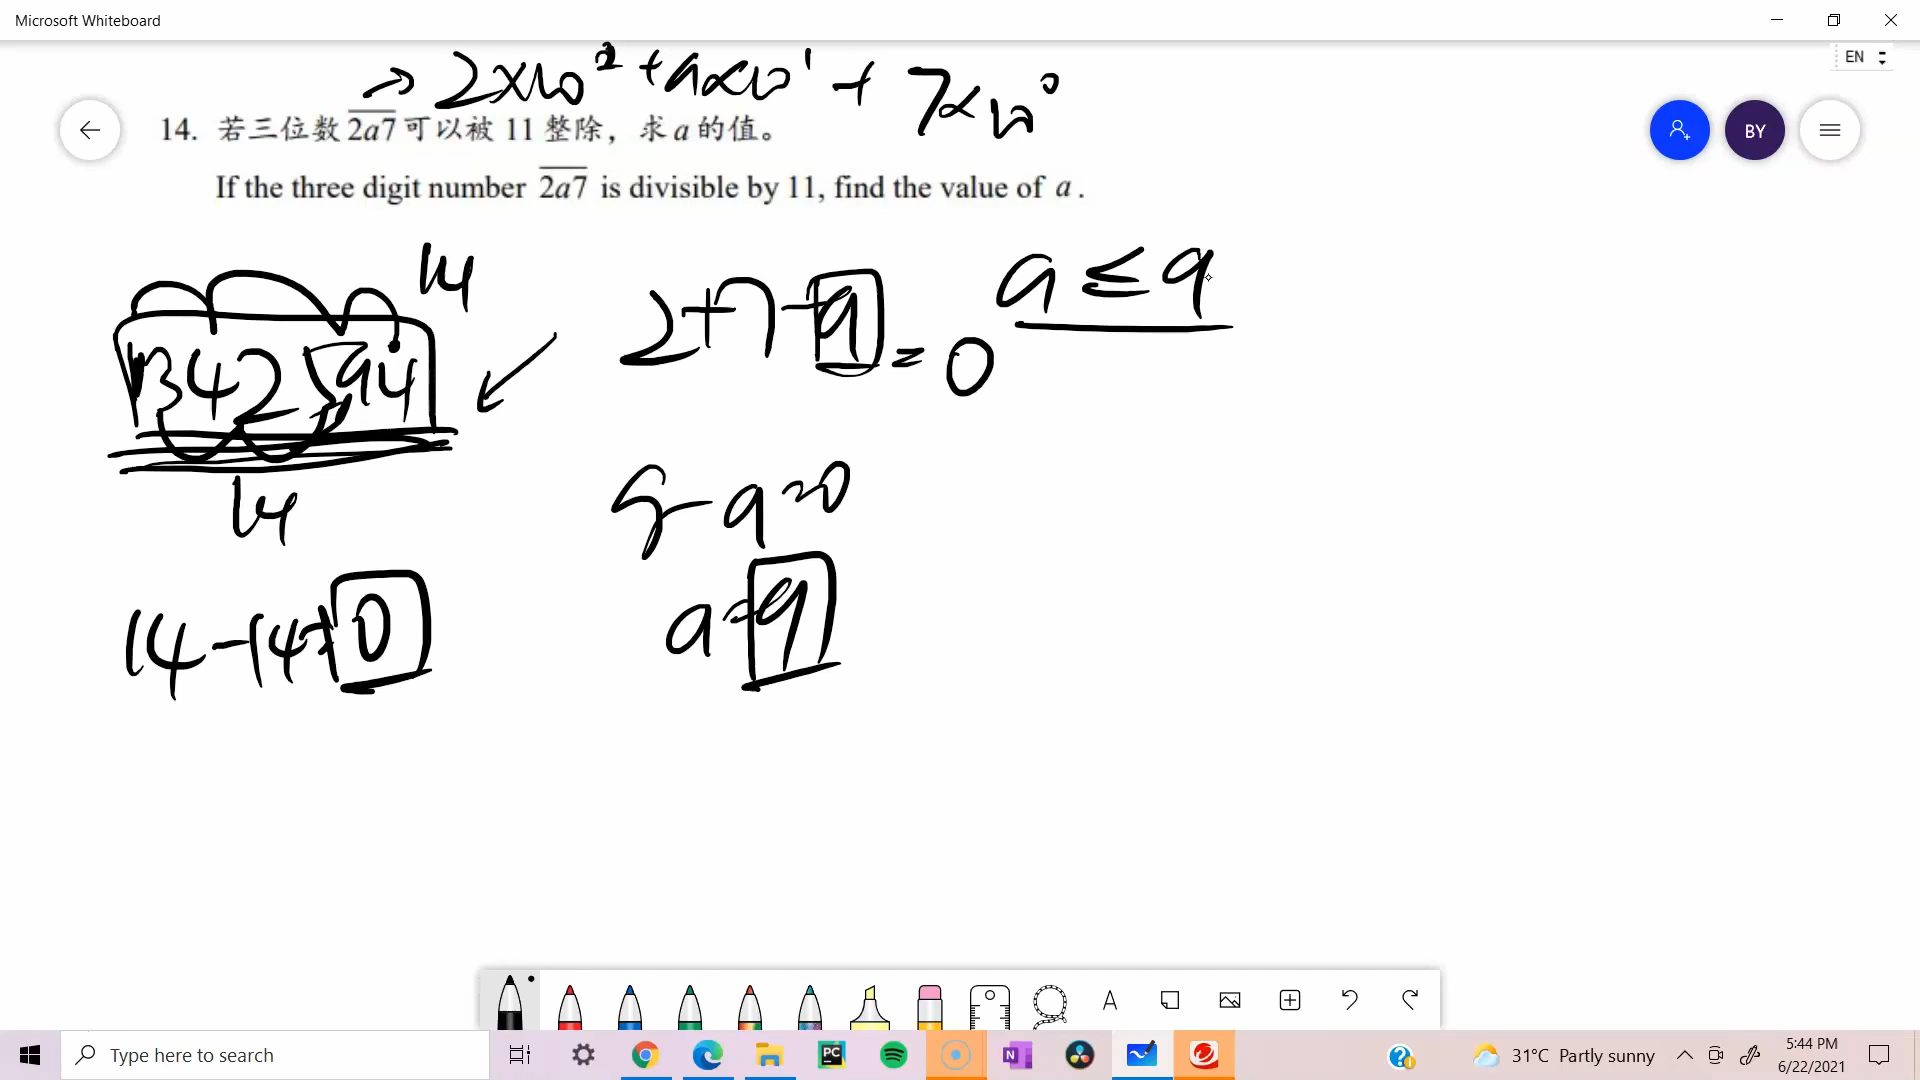 Microsoft Whiteboard
EN
→ 2×10² + a×10¹ + 7×10⁰
14. 若三位数 2a7 可以被 11 整除，求 a 的值。
BY
If the three digit number 2a7 is divisible by 11, find the value of a.
14
2+7-a = 0
a ≤ 9
1342594
14
9-a=0
14-14=0
a=9
A
Type here to search
PC
N
31°C Partly sunny
5:44 PM
6/22/2021